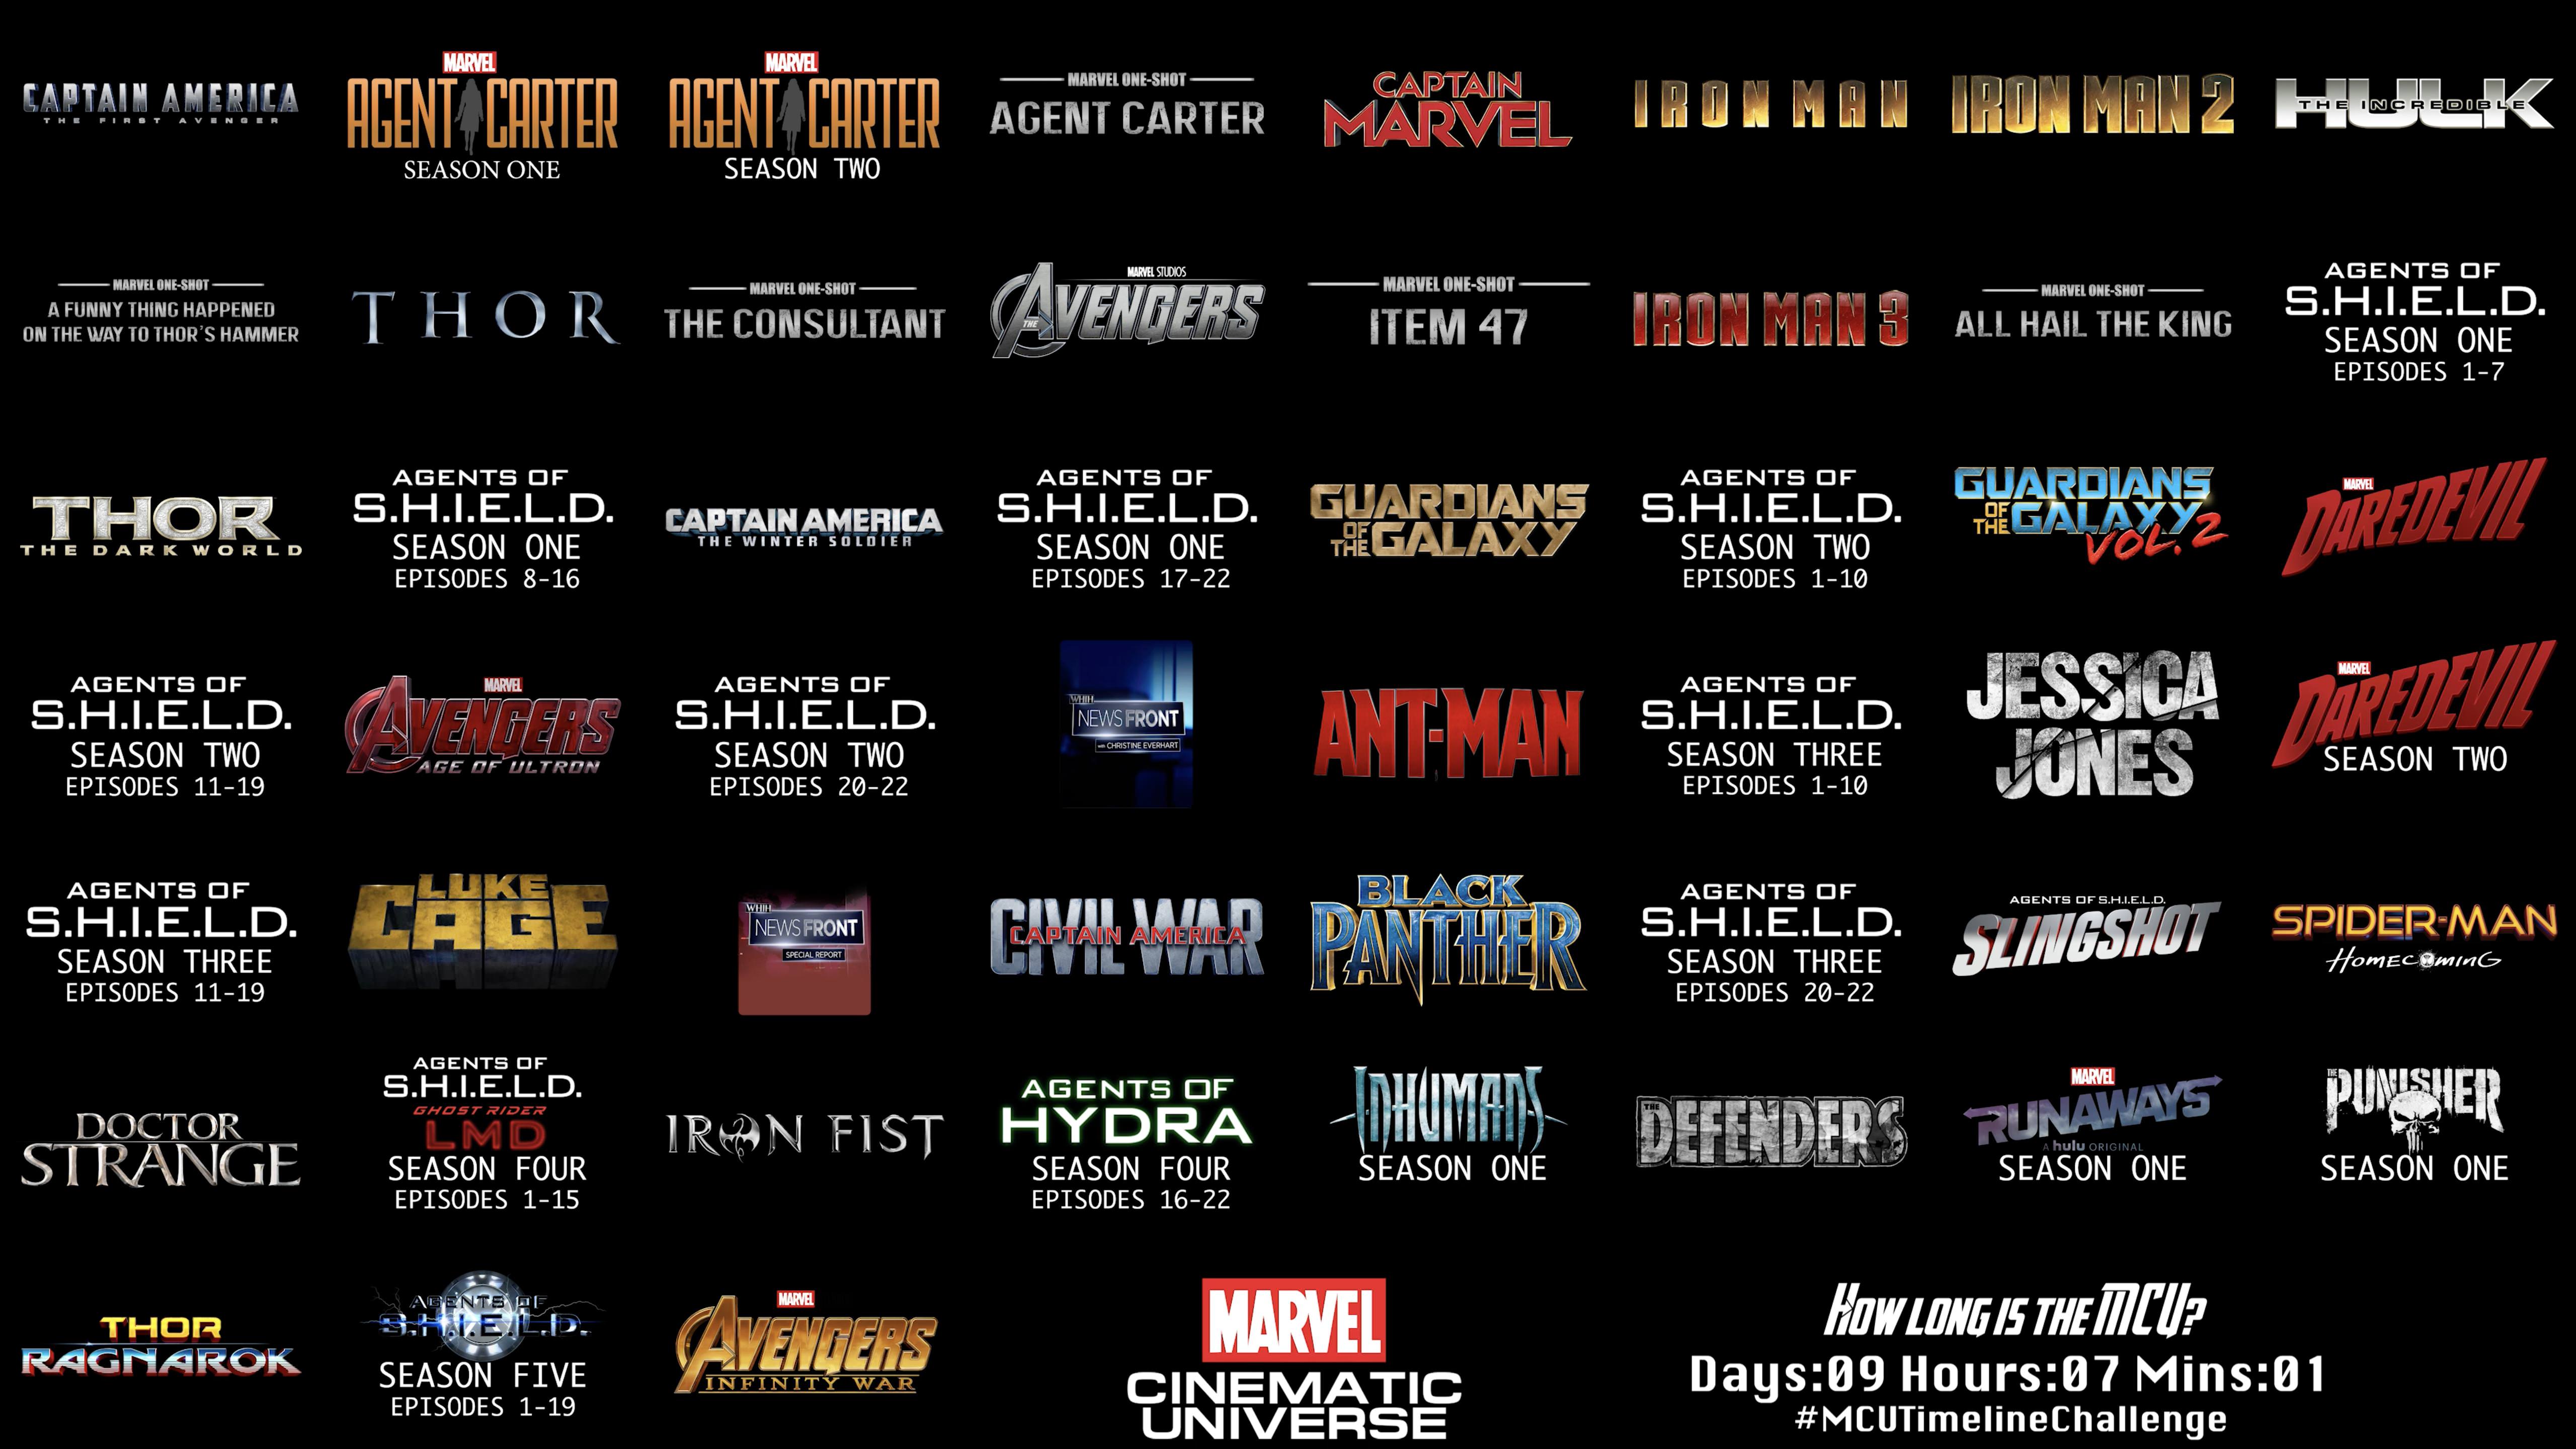 CAPTAIN AMERICA
THE FIRST AVENGER
MARVEL
AGENT CARTER
SEASON ONE
MARVEL
AGENT CARTER
SEASON TWO
MARVEL ONE-SHOT
AGENT CARTER
CAPTAIN
MARVEL
IRON MAN
IRON MAN 2
THE INCREDIBLE
HULK
MARVEL ONE-SHOT
A FUNNY THING HAPPENED
ON THE WAY TO THOR'S HAMMER
THOR
MARVEL ONE-SHOT
THE CONSULTANT
MARVEL STUDIOS
THE AVENGERS
MARVEL ONE-SHOT
ITEM 47
IRON MAN 3
MARVEL ONE-SHOT
ALL HAIL THE KING
AGENTS OF
S.H.I.E.L.D.
SEASON ONE
EPISODES 1-7
THOR
THE DARK WORLD
AGENTS OF
S.H.I.E.L.D.
SEASON ONE
EPISODES 8-16
CAPTAIN AMERICA
THE WINTER SOLDIER
AGENTS OF
S.H.I.E.L.D.
SEASON ONE
EPISODES 17-22
GUARDIANS
OF THE GALAXY
AGENTS OF
S.H.I.E.L.D.
SEASON TWO
EPISODES 1-10
GUARDIANS
OF THE GALAXY
VOL. 2
MARVEL
DAREDEVIL
AGENTS OF
S.H.I.E.L.D.
SEASON TWO
EPISODES 11-19
MARVEL
AVENGERS
AGE OF ULTRON
AGENTS OF
S.H.I.E.L.D.
SEASON TWO
EPISODES 20-22
WHIH
NEWSFRONT
with CHRISTINE EVERHART
ANT-MAN
AGENTS OF
S.H.I.E.L.D.
SEASON THREE
EPISODES 1-10
JESSICA
JONES
MARVEL
DAREDEVIL
SEASON TWO
AGENTS OF
S.H.I.E.L.D.
SEASON THREE
EPISODES 11-19
LUKE
CAGE
WHIH
NEWSFRONT
SPECIAL REPORT
CIVIL WAR
CAPTAIN AMERICA
BLACK
PANTHER
AGENTS OF
S.H.I.E.L.D.
SEASON THREE
EPISODES 20-22
AGENTS OF S.H.I.E.L.D.
SLINGSHOT
SPIDER-MAN
HOMECOMING
DOCTOR
STRANGE
AGENTS OF
S.H.I.E.L.D.
GHOST RIDER
LMD
SEASON FOUR
EPISODES 1-15
IRON FIST
AGENTS OF
HYDRA
SEASON FOUR
EPISODES 16-22
INHUMANS
SEASON ONE
THE DEFENDERS
MARVEL
RUNAWAYS
A hulu ORIGINAL
SEASON ONE
THE PUNISHER
SEASON ONE
THOR
RAGNAROK
AGENTS OF
S.H.I.E.L.D.
SEASON FIVE
EPISODES 1-19
MARVEL
AVENGERS
INFINITY WAR
MARVEL
CINEMATIC
UNIVERSE
HOW LONG IS THE MCU?
Days:09 Hours:07 Mins:01
#MCUTimelineChallenge